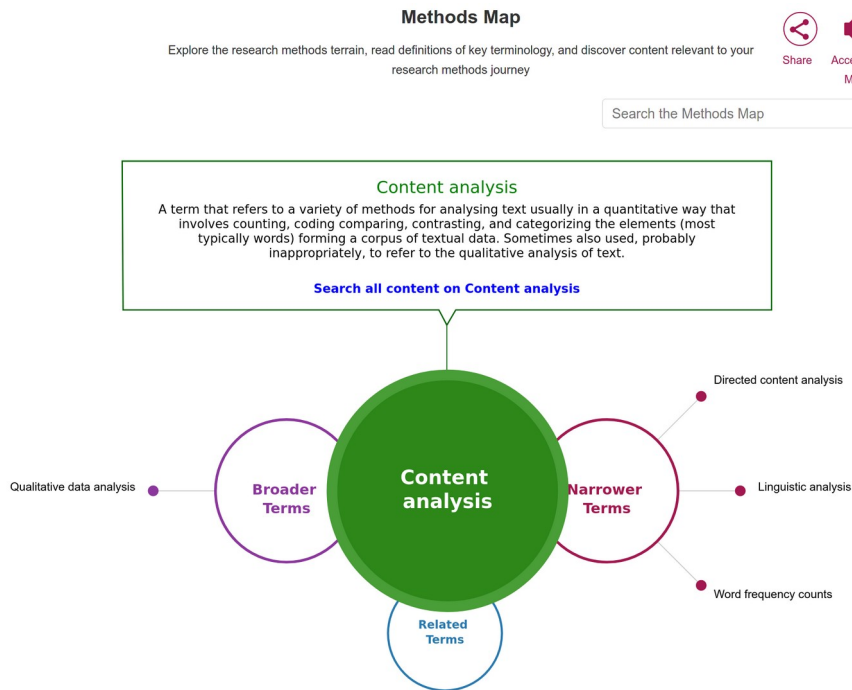 Methods Map
Explore the research methods terrain, read definitions of key terminology, and discover content relevant to your
research methods journey
Share
Acce
M
Search the Methods Map
Content analysis
A term that refers to a variety of methods for analysing text usually in a quantitative way that
involves counting, coding comparing, contrasting, and categorizing the elements (most
typically words) forming a corpus of textual data. Sometimes also used, probably
inappropriately, to refer to the qualitative analysis of text.
Search all content on Content analysis
Directed content analysis
Qualitative data analysis
Broader
Terms
Content
analysis
Narrower
Terms
Linguistic analysis
Word frequency counts
Related
Terms